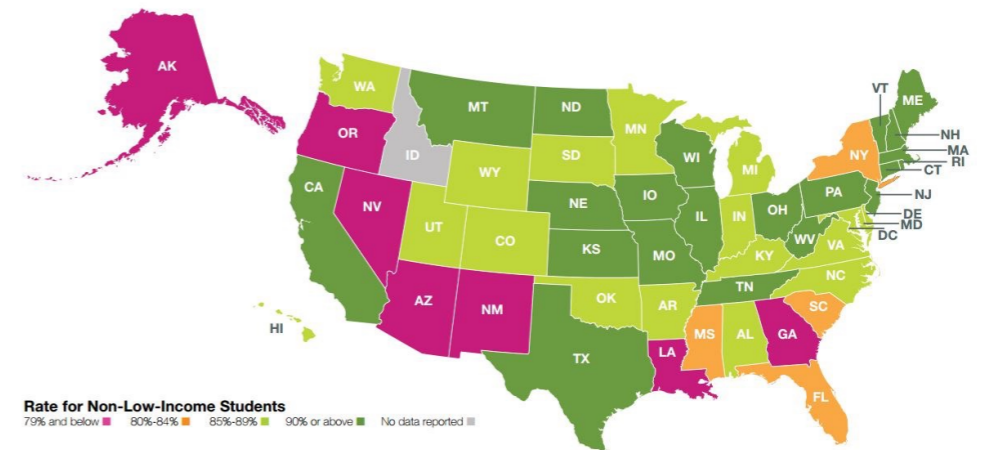 AK
WA
MT
ND
MN
VT
ME
OR
ID
SD
WI
MI
NY
NH
MA
RI
CT
WY
CA
NV
NE
IO
PA
NJ
UT
CO
IL
IN
OH
DE
MD
DC
WV
VA
KS
MO
KY
NC
AZ
NM
OK
AR
TN
SC
HI
TX
LA
MS
AL
GA
FL
Rate for Non-Low-Income Students
79% and below 80%-84% 85%-89% 90% or above No data reported